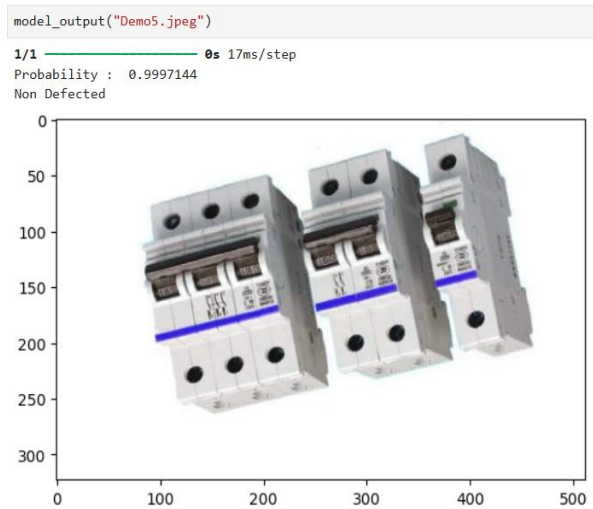 model_output("Demo5.jpeg")
1/1 ━━━━━━━━━━━━━━━━━━━━ 0s 17ms/step
Probability :  0.9997144
Non Defected
0
50
100
150
200
250
300
0 100 200 300 400 500